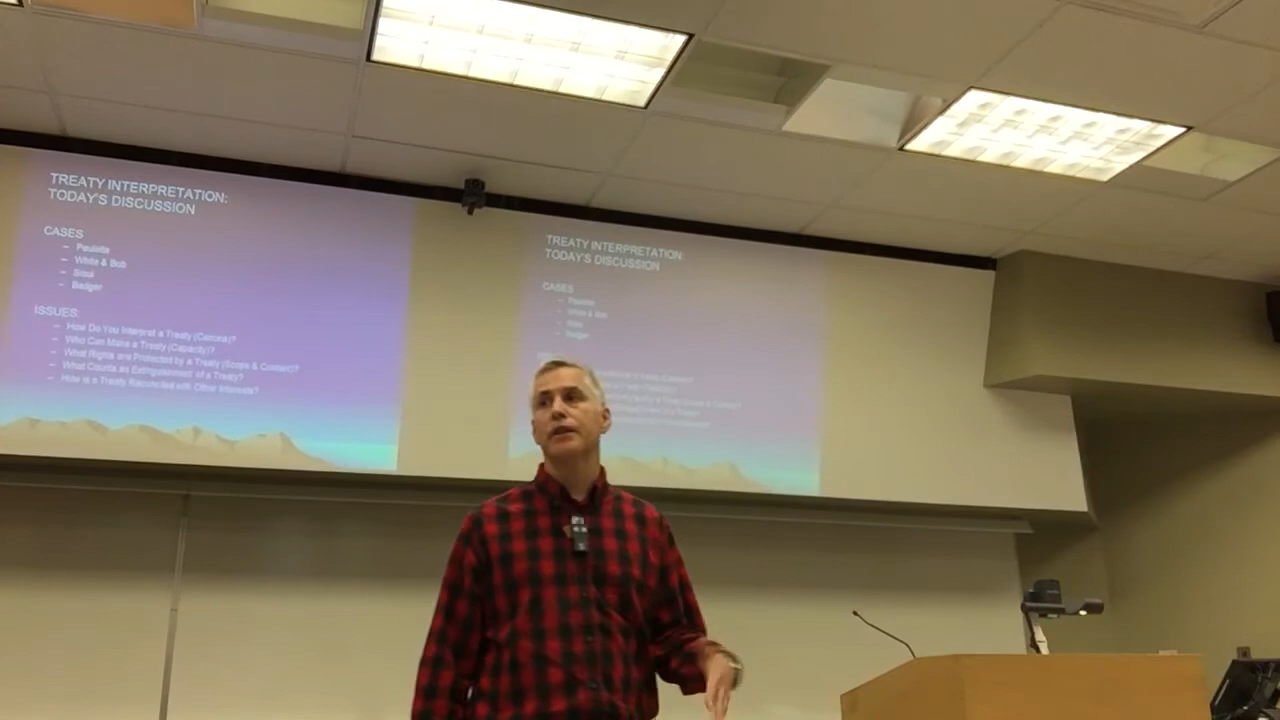 TREATY INTERPRETATION:
TODAY'S DISCUSSION
CASES
– Paulette
– White & Bob
– Sioui
– Badger
ISSUES:
– How Do You Interpret a Treaty (Canons)?
– Who Can Make a Treaty (Capacity)?
– What Rights are Protected by a Treaty (Scope & Content)?
– What Counts as Extinguishment of a Treaty?
– How is a Treaty Reconciled with Other Interests?
TREATY INTERPRETATION:
TODAY'S DISCUSSION
CASES
– Paulette
– White & Bob
– Sioui
– Badger